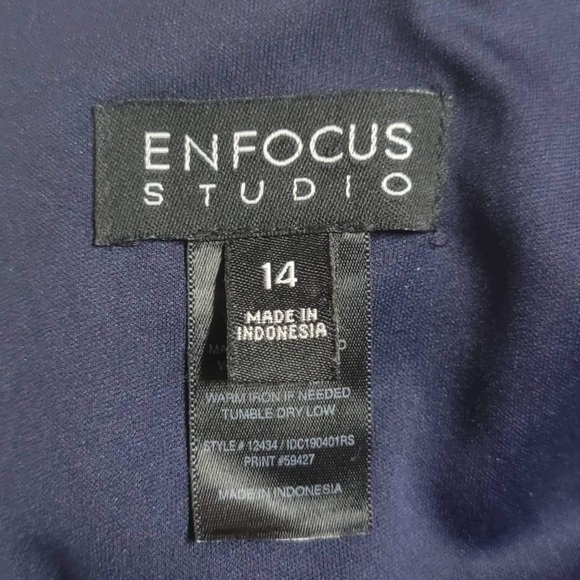 ENFOCUS
STUDIO
14
MADE IN
INDONESIA
WARM IRON IF NEEDED
TUMBLE DRY LOW
STYLE # 12434 / IDC190401RS
PRINT #59427
MADE IN INDONESIA